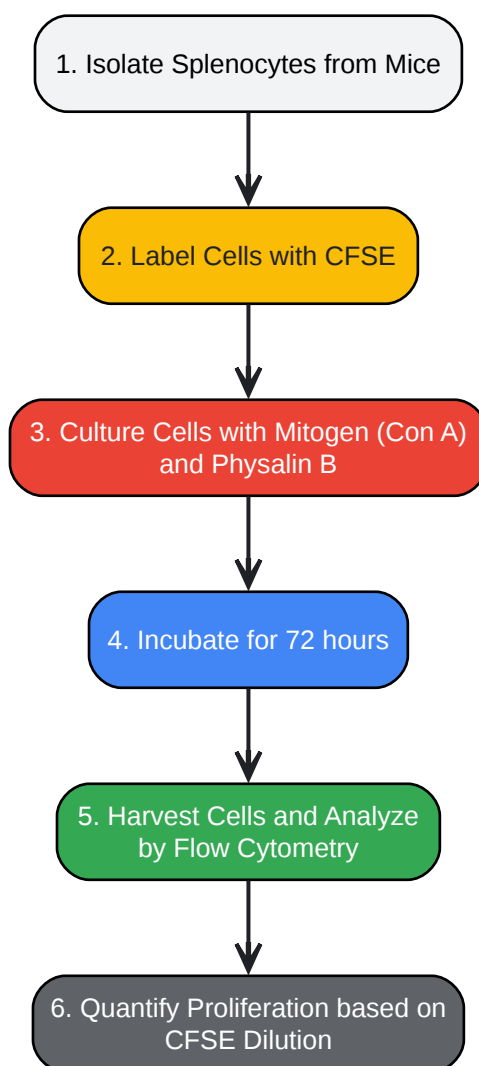 1. Isolate Splenocytes from Mice
2. Label Cells with CFSE
3. Culture Cells with Mitogen (Con A)
and Physalin B
4. Incubate for 72 hours
5. Harvest Cells and Analyze
by Flow Cytometry
6. Quantify Proliferation based on
CFSE Dilution